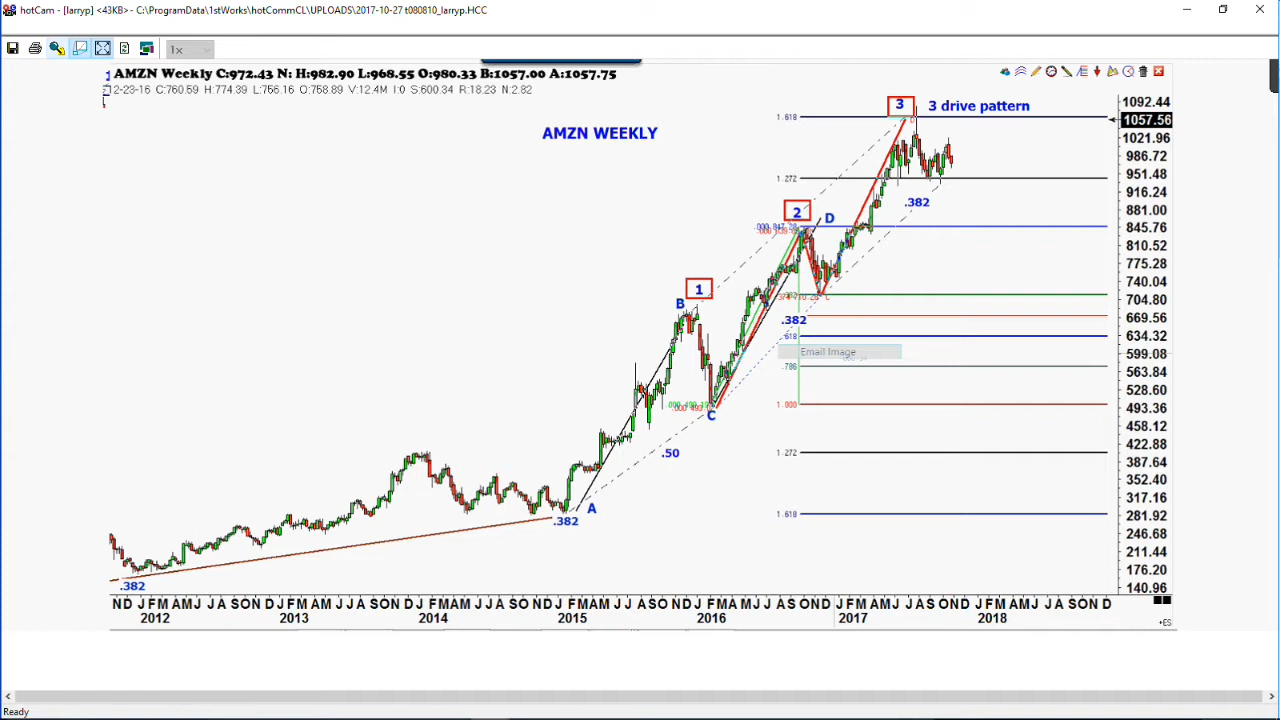 hotCam - [larryp] <43KB> - C:\ProgramData\1stWorks\hotCommCL\UPLOADS\2017-10-27 t080810_larryp.HCC
1x
AMZN Weekly C:972.43 N: H:982.90 L:968.55 O:980.33 B:1057.00 A:1057.75
12-23-16 C:760.59 H:774.39 L:756.16 O:758.89 V:12.4M I:0 S:600.34 R:18.23 N:2.82
1092.44
3
3 drive pattern
1.618
1057.56
AMZN WEEKLY
1021.96
986.72
1.272
951.48
916.24
.382
881.00
2
D
845.76
810.52
775.28
740.04
1
B
704.80
.382
669.56
.618
634.32
Email Image
599.08
.786
563.84
528.60
1.000
493.36
C
458.12
.50
1.272
422.88
387.64
352.40
317.16
A
1.618
281.92
.382
246.68
211.44
176.20
.382
140.96
N D J F M A M J J A S O N D J F M A M J J A S O N D J F M A M J J A S O N D J F M A M J J A S O N D J F M A M J J A S O N D J F M A M J J A S O N D J F M A M J J A S O N D
2012 2013 2014 2015 2016 2017 2018
+ES
Ready